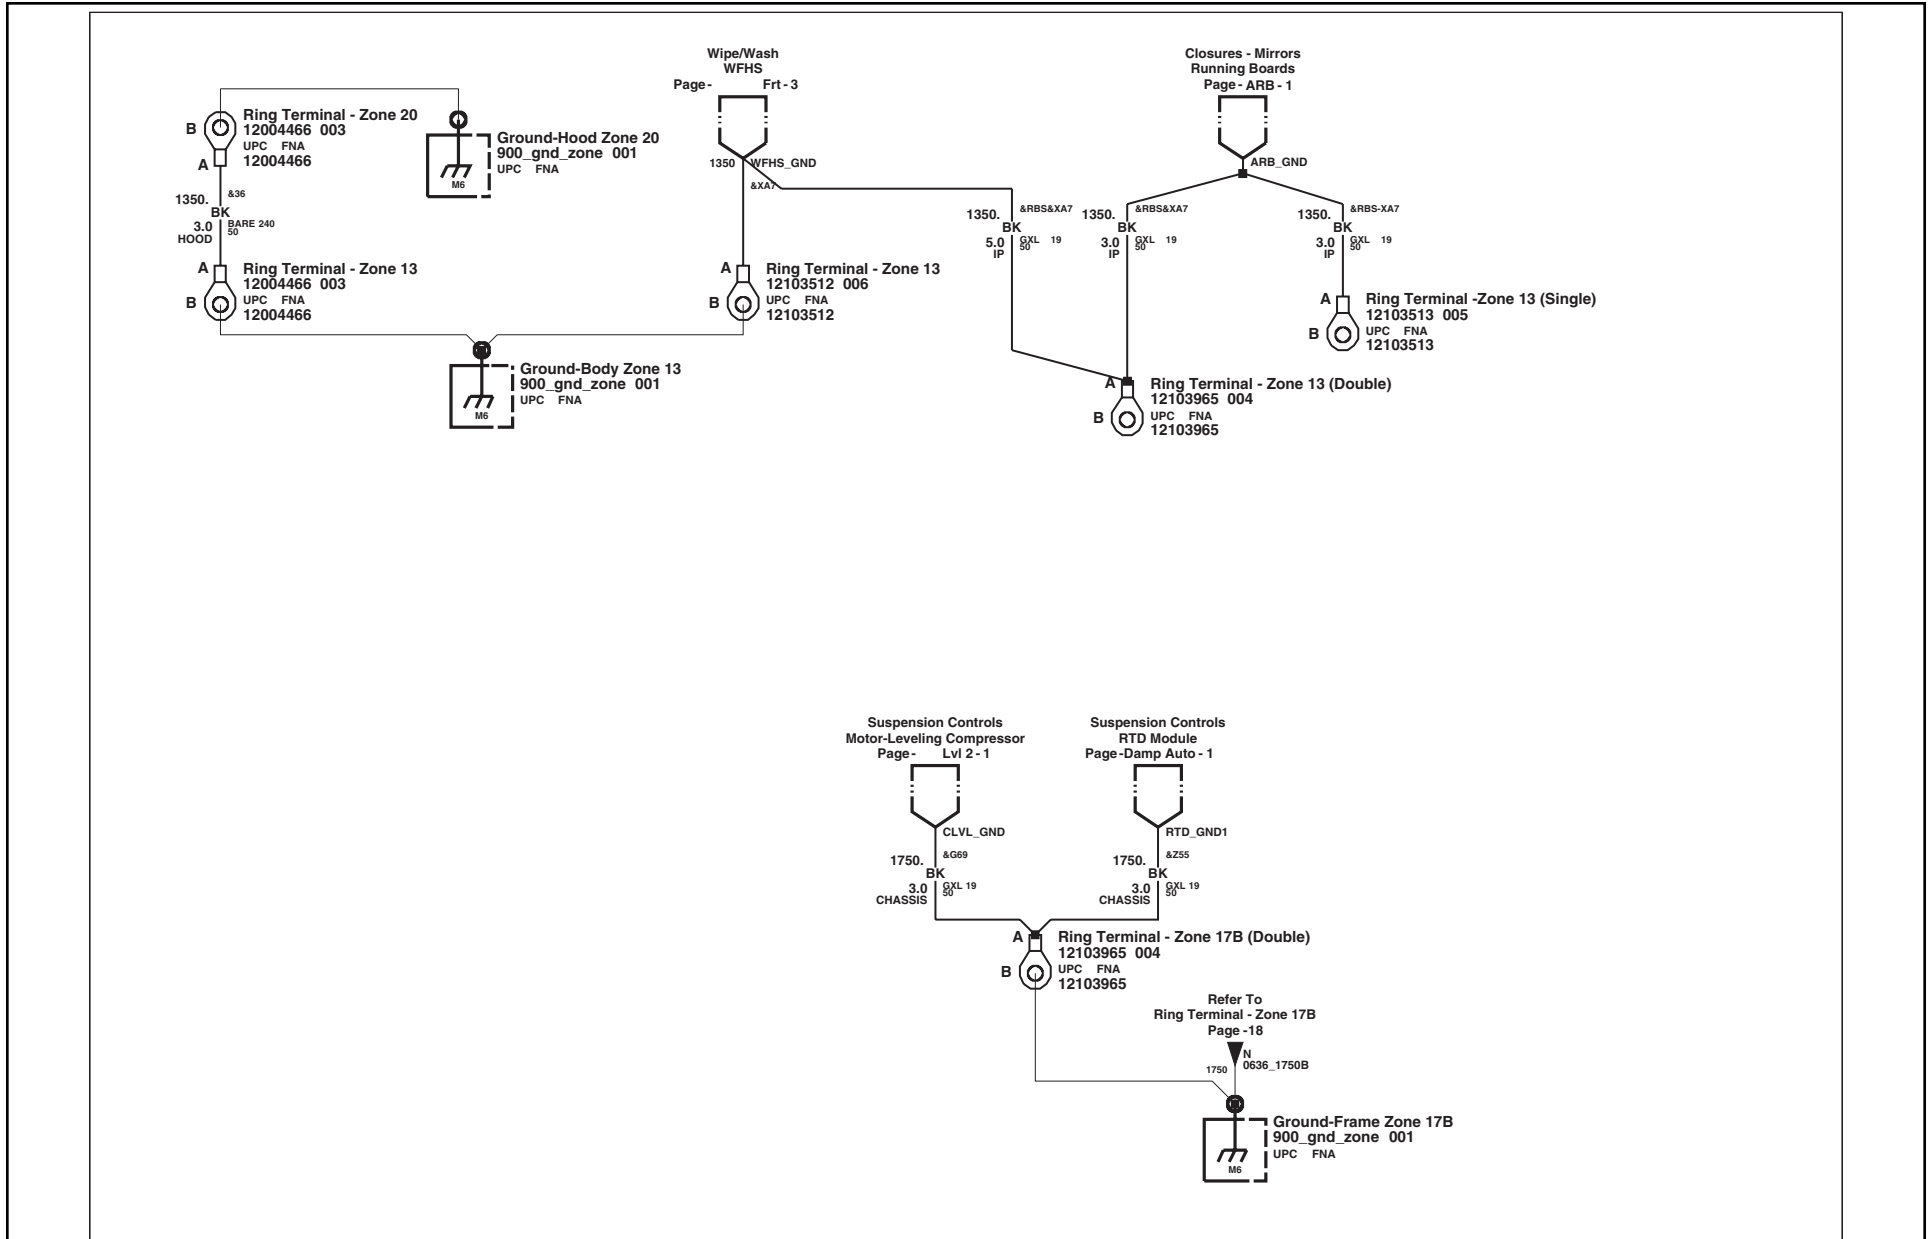 Wipe/Wash
WFHS
Page- Frt - 3
Closures - Mirrors
Running Boards
Page- ARB - 1
B
Ring Terminal - Zone 20
12004466 003
UPC FNA
12004466
A
Ground-Hood Zone 20
900_gnd_zone 001
UPC FNA
M6
1350.
&36
BK
3.0
BARE 240
50
HOOD
A
Ring Terminal - Zone 13
12004466 003
B
UPC FNA
12004466
1350
WFHS_GND
&XA7
A
Ring Terminal - Zone 13
12103512 006
B
UPC FNA
12103512
Ground-Body Zone 13
900_gnd_zone 001
UPC FNA
M6
ARB_GND
1350.
&RBS&XA7
BK
5.0
GXL 19
50
IP
1350.
&RBS&XA7
BK
3.0
GXL 19
50
IP
1350.
&RBS-XA7
BK
3.0
GXL 19
50
IP
A
Ring Terminal -Zone 13 (Single)
12103513 005
B
UPC FNA
12103513
A
Ring Terminal - Zone 13 (Double)
12103965 004
B
UPC FNA
12103965
Suspension Controls
Motor-Leveling Compressor
Page- Lvl 2 - 1
Suspension Controls
RTD Module
Page-Damp Auto - 1
CLVL_GND
1750.
&G69
BK
3.0
GXL 19
50
CHASSIS
RTD_GND1
1750.
&Z55
BK
3.0
GXL 19
50
CHASSIS
A
Ring Terminal - Zone 17B (Double)
12103965 004
B
UPC FNA
12103965
Refer To
Ring Terminal - Zone 17B
Page -18
N
0636_1750B
1750
Ground-Frame Zone 17B
900_gnd_zone 001
UPC FNA
M6